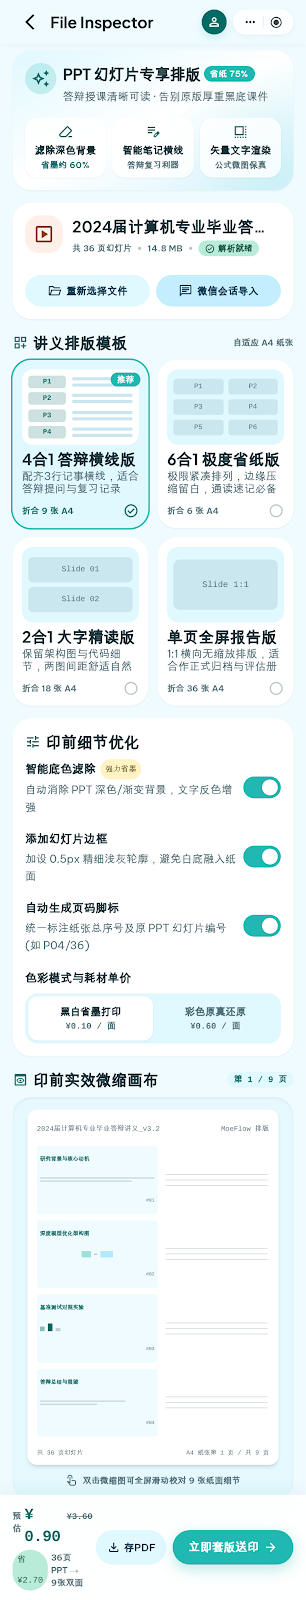 File Inspector
PPT 幻灯片专享排版 省纸 75%
答辩授课清晰可读 · 告别原版厚重黑底课件
滤除深色背景
省墨约 60%
智能笔记横线
答辩复习利器
矢量文字渲染
公式微图保真
2024届计算机专业毕业答...
共 36 页幻灯片 • 14.8 MB • 解析就绪
重新选择文件
微信会话导入
讲义排版模板
自适应 A4 纸张
P1
P2
P3
P4
推荐
4合1 答辩横线版
配齐3行记事横线，适合
答辩提问与复习记录
折合 9 张 A4
P1 P2
P3 P4
P5 P6
6合1 极度省纸版
极限紧凑排列，边缘压
缩留白，通读速记必备
折合 6 张 A4
Slide 01
Slide 02
2合1 大字精读版
保留架构图与代码细
节，两图间距舒适自然
折合 18 张 A4
Slide 1:1
单页全屏报告版
1:1 横向无缩放排版，适
合作正式归档与评估册
折合 36 张 A4
印前细节优化
智能底色滤除 强力省墨
自动消除 PPT 深色/渐变背景，文字反色增
强
添加幻灯片边框
加设 0.5px 精细浅灰轮廓，避免白底融入纸
面
自动生成页码脚标
统一标注纸张总序号及原 PPT 幻灯片编号
(如 P04/36)
色彩模式与耗材单价
黑白省墨打印
¥0.10 / 面
彩色原真还原
¥0.60 / 面
印前实效微缩画布
第 1 / 9 页
2024届计算机专业毕业答辩讲义_v3.2
MoeFlow 排版
研究背景与核心动机
#01
深度模型优化架构图
#02
基准测试对照实验
#03
答辩总结与展望
#04
共 36 页幻灯片
A4 纸张第 1 页 / 共 9 页
双击微缩图可全屏滑动校对 9 张纸面细节
预
估
¥
0.90
¥3.60
省
¥2.70
36页
PPT →
9张双面
存PDF
立即套版送印 →